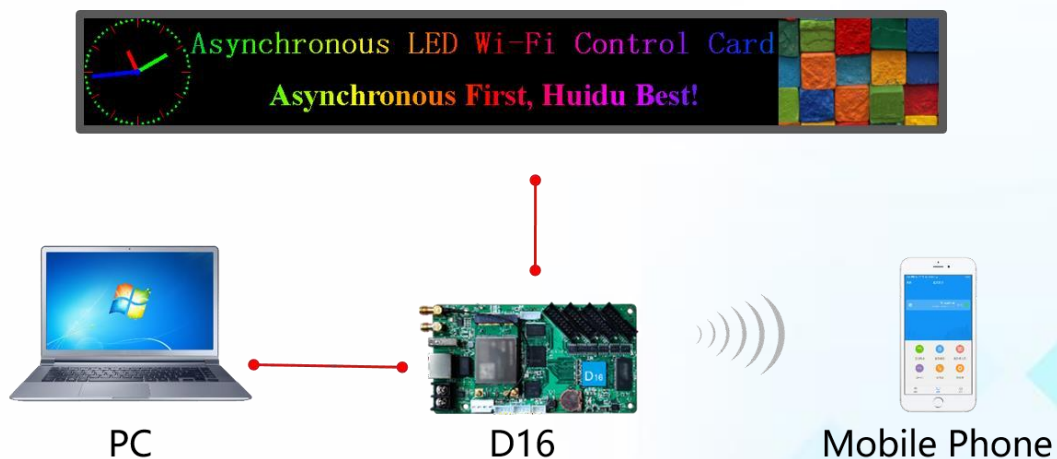 Asynchronous LED Wi-Fi Control Card
Asynchronous First, Huidu Best!
D16
PC
D16
Mobile Phone